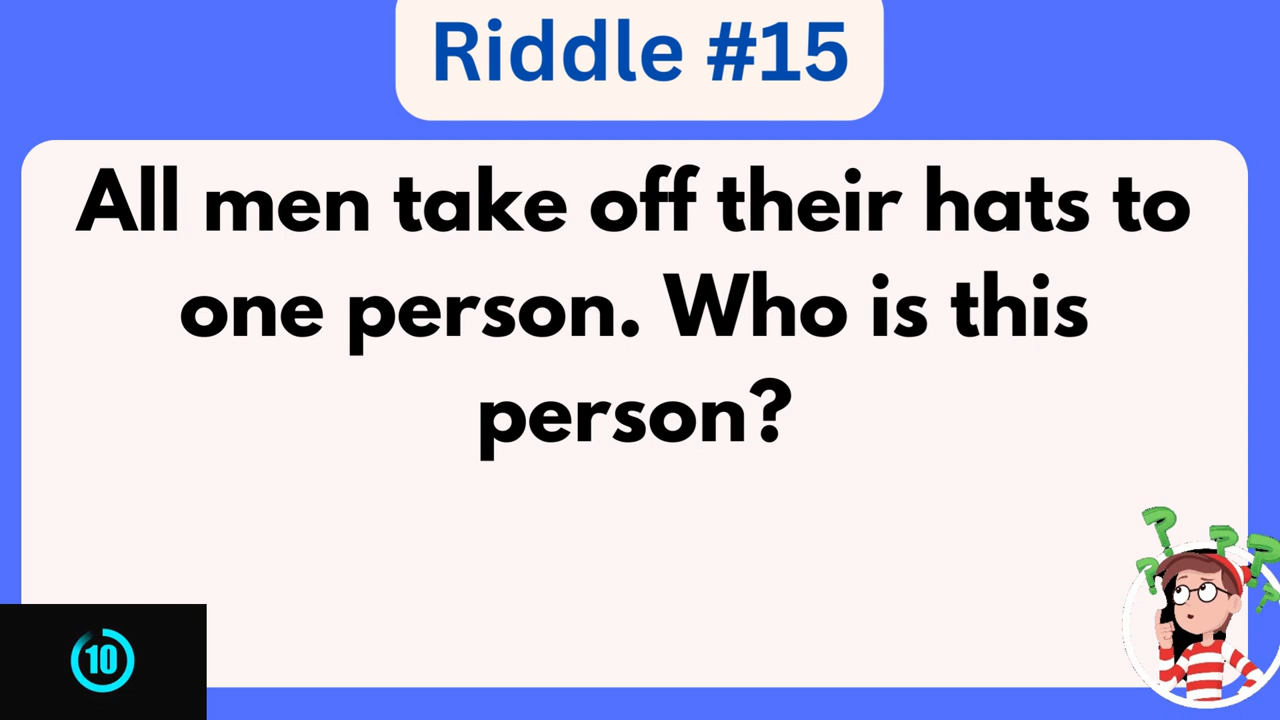 Riddle #15
All men take off their hats to
one person. Who is this
person?
10